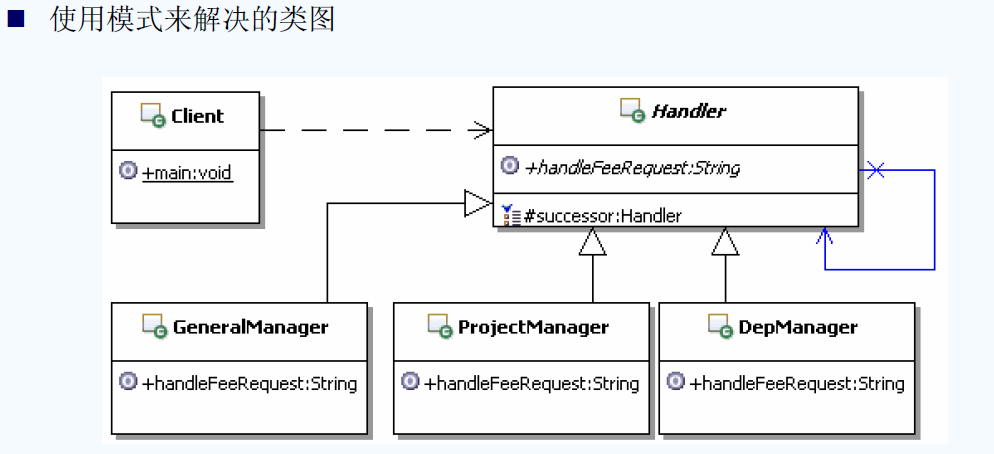 使用模式来解决的类图
Client
+main:void
Handler
+handleFeeRequest:String
#successor:Handler
GeneralManager
+handleFeeRequest:String
ProjectManager
+handleFeeRequest:String
DepManager
+handleFeeRequest:String